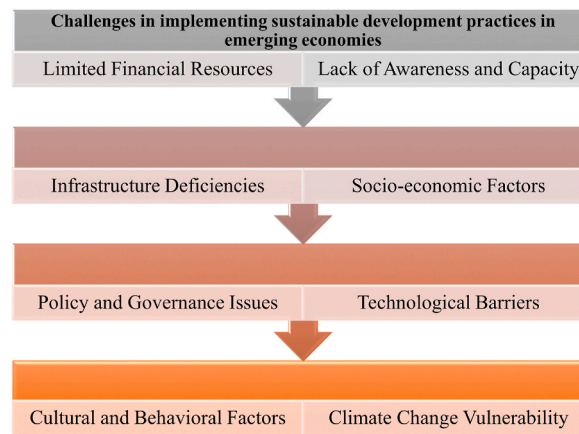 Challenges in implementing sustainable development practices in
emerging economies
Limited Financial Resources
Lack of Awareness and Capacity
Infrastructure Deficiencies
Socio-economic Factors
Policy and Governance Issues
Technological Barriers
Cultural and Behavioral Factors
Climate Change Vulnerability